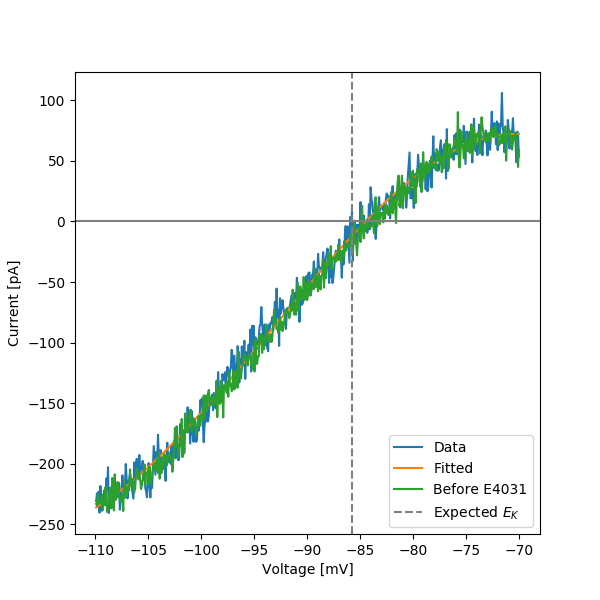 100
50
0
−50
−100
−150
−200
−250
Current [pA]
−110 −105 −100 −95 −90 −85 −80 −75 −70
Voltage [mV]
Data
Fitted
Before E4031
Expected $E_K$